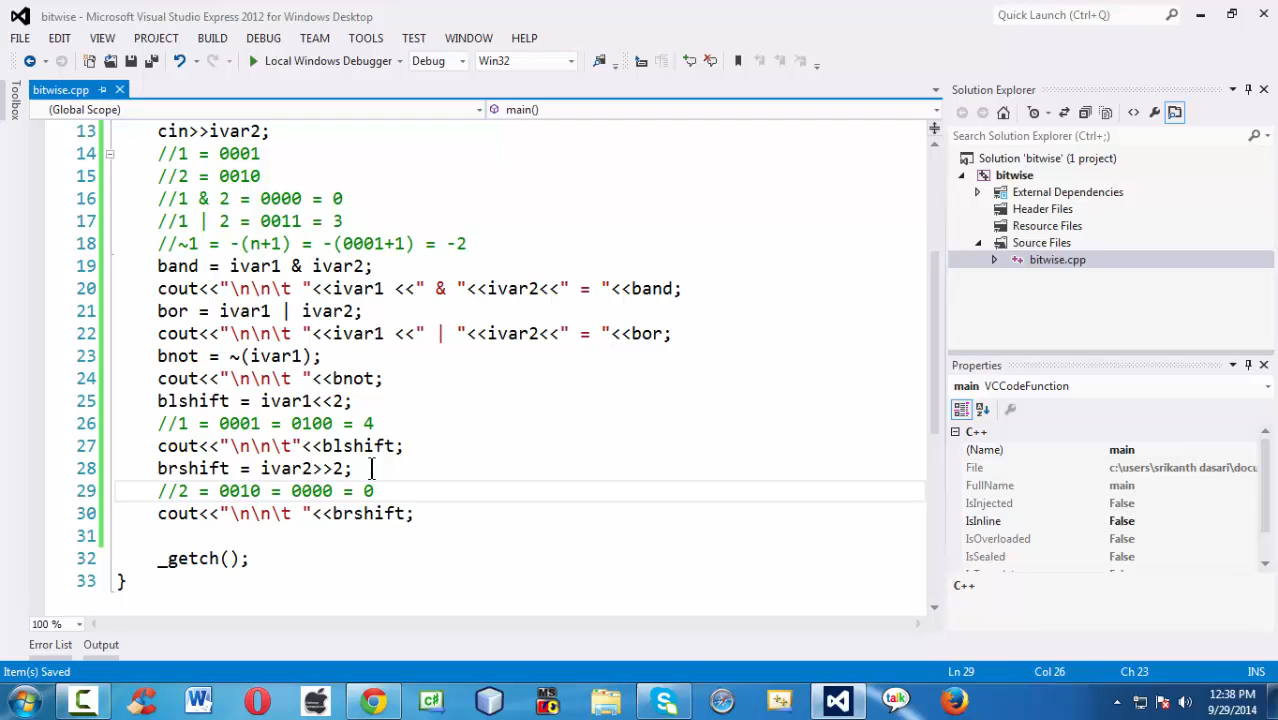 bitwise - Microsoft Visual Studio Express 2012 for Windows Desktop
Quick Launch (Ctrl+Q)
FILE EDIT VIEW PROJECT BUILD DEBUG TEAM TOOLS TEST WINDOW HELP
Local Windows Debugger Debug Win32
Toolbox
bitwise.cpp
(Global Scope) main()
13 cin>>ivar2;
14 //1 = 0001
15 //2 = 0010
16 //1 & 2 = 0000 = 0
17 //1 | 2 = 0011 = 3
18 //~1 = -(n+1) = -(0001+1) = -2
19 band = ivar1 & ivar2;
20 cout<<"\n\n\t "<<ivar1 <<" & "<<ivar2<<" = "<<band;
21 bor = ivar1 | ivar2;
22 cout<<"\n\n\t "<<ivar1 <<" | "<<ivar2<<" = "<<bor;
23 bnot = ~(ivar1);
24 cout<<"\n\n\t "<<bnot;
25 blshift = ivar1<<2;
26 //1 = 0001 = 0100 = 4
27 cout<<"\n\n\t"<<blshift;
28 brshift = ivar2>>2;
29 //2 = 0010 = 0000 = 0
30 cout<<"\n\n\t "<<brshift;
31
32 _getch();
33 }
100 %
Solution Explorer
Search Solution Explorer (Ctrl+;)
Solution 'bitwise' (1 project)
bitwise
External Dependencies
Header Files
Resource Files
Source Files
bitwise.cpp
Properties
main VCCodeFunction
C++
(Name) main
File c:\users\srikanth dasari\docu
FullName main
IsInjected False
IsInline False
IsOverloaded False
IsSealed False
C++
Error List Output
Item(s) Saved Ln 29 Col 26 Ch 23 INS
W C# MS talk
12:38 PM
9/29/2014